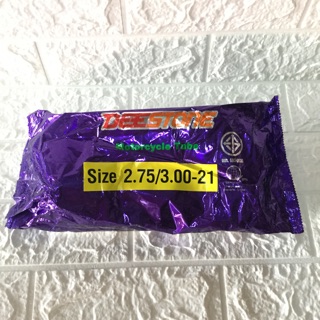 DEESTONE
Motorcycle Tube
Size 2.75/3.00-21